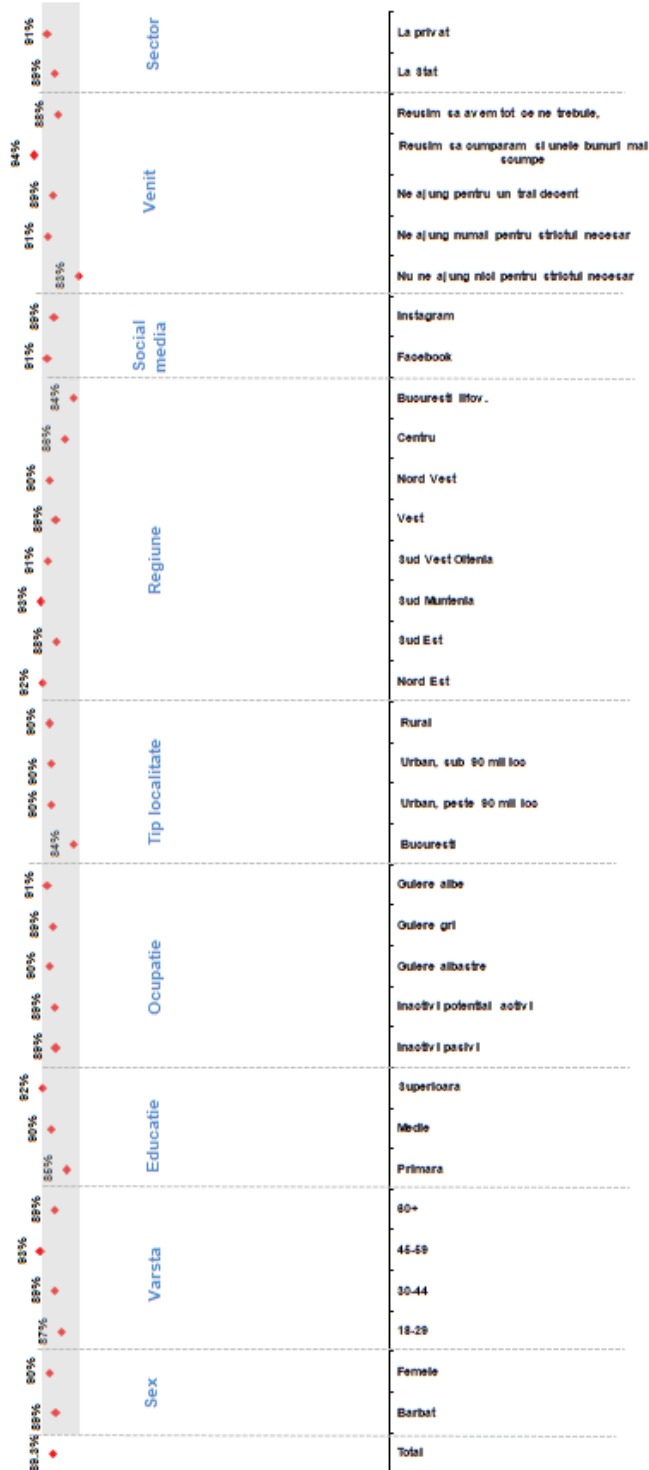 91%
Sector
La privat
89%
La Stat
88%
Reusim sa avem tot ce ne trebuie,
94%
Venit
Reusim sa cumparam si unele bunuri mai
scumpe
89%
Ne ajung pentru un trai decent
91%
Ne ajung numai pentru strictul necesar
83%
Nu ne ajung nici pentru strictul necesar
89%
Social
media
Instagram
91%
Facebook
84%
Bucuresti Ilfov.
86%
Centru
90%
Nord Vest
89%
Vest
Regiune
91%
Sud Vest Oltenia
93%
Sud Muntenia
88%
Sud Est
92%
Nord Est
90%
Rural
90%
Tip localitate
Urban, sub 90 mii loc
90%
Urban, peste 90 mii loc
84%
Bucuresti
91%
Gulere albe
89%
Gulere gri
90%
Ocupatie
Gulere albastre
89%
Inactivi potential activi
89%
Inactivi pasivi
92%
Superioara
90%
Educatie
Medie
Primara
89%
60+
93%
Varsta
45-59
89%
30-44
87%
18-29
90%
Sex
Femeie
89%
Barbat
89.3%
Total